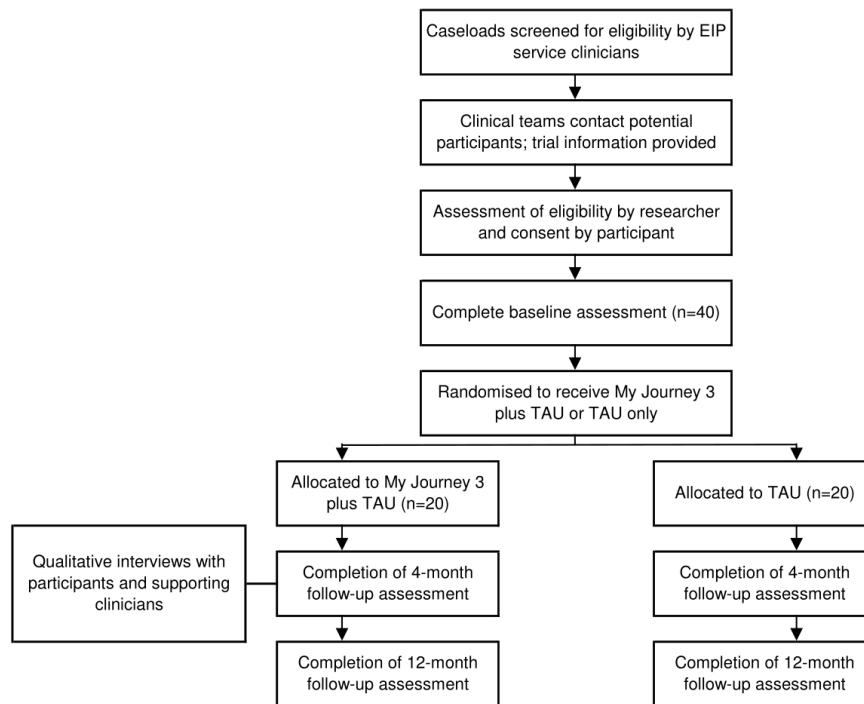 Caseloads screened for eligibility by EIP
service clinicians
Clinical teams contact potential
participants; trial information provided
Assessment of eligibility by researcher
and consent by participant
Complete baseline assessment (n=40)
Randomised to receive My Journey 3
plus TAU or TAU only
Allocated to My Journey 3
plus TAU (n=20)
Allocated to TAU (n=20)
Qualitative interviews with
participants and supporting
clinicians
Completion of 4-month
follow-up assessment
Completion of 4-month
follow-up assessment
Completion of 12-month
follow-up assessment
Completion of 12-month
follow-up assessment